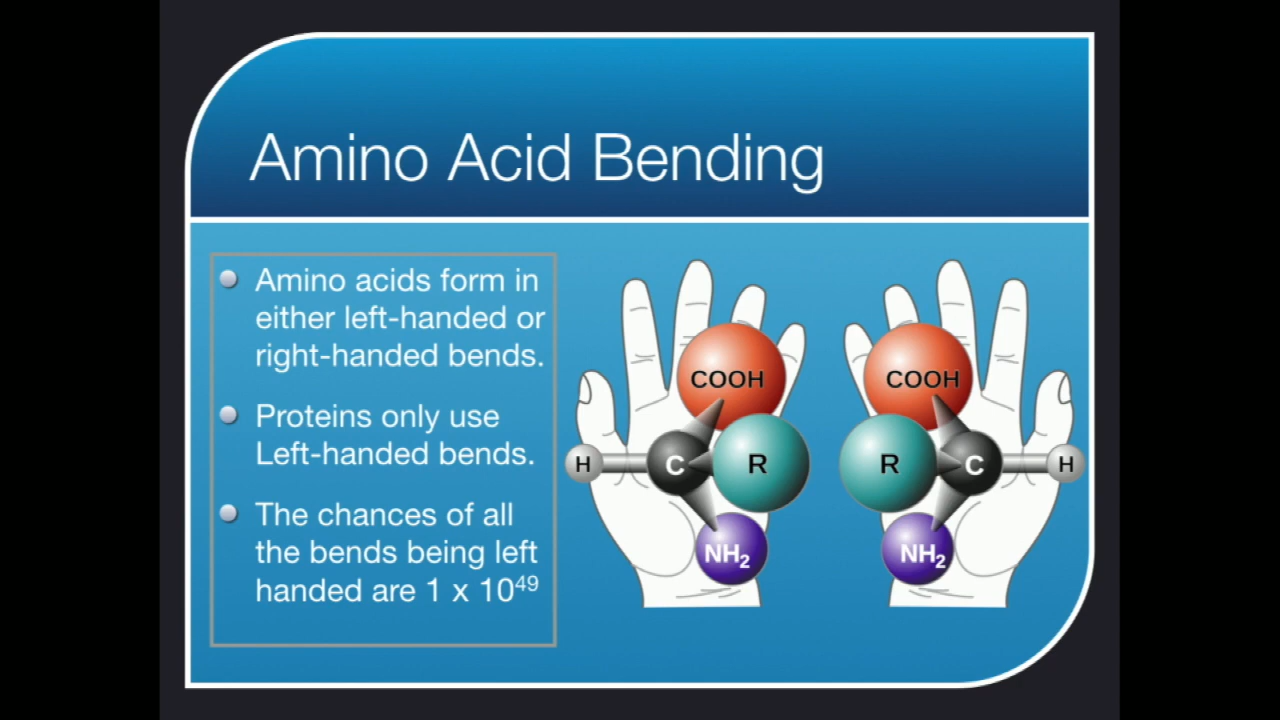 Amino Acid Bending
Amino acids form in
either left-handed or
right-handed bends.
Proteins only use
Left-handed bends.
The chances of all
the bends being left
handed are 1 x 10⁴⁹
COOH
COOH
H
C
R
R
C
H
NH₂
NH₂